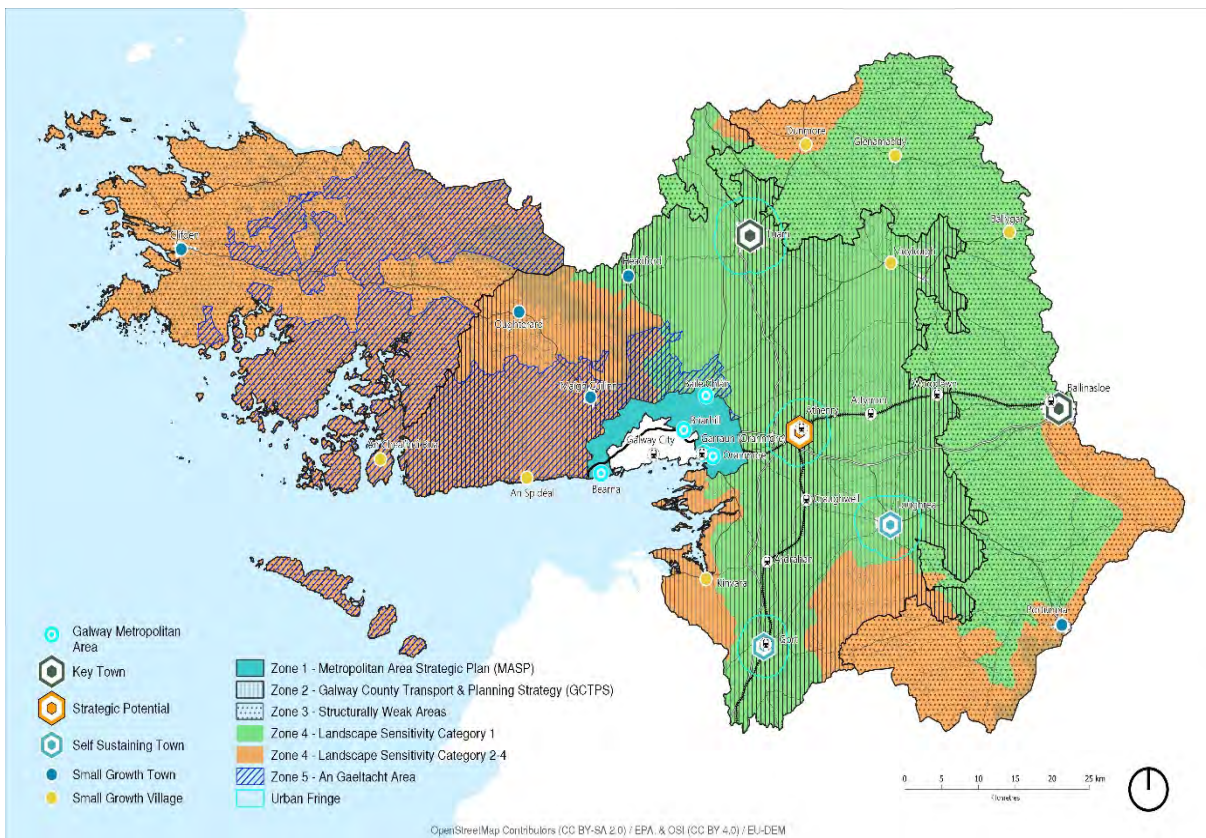 Dunmore
Glenamaddy
Ballygar
Tuam
Clifden
Oughterard
Baile Chláir
Ballinasloe
Athenry
Briarhill
Galway City
Oranmore
An Spidéal
Bearna
Craughwell
Loughrea
Ardrahan
Kinvara
Gort
Portumna
Galway Metropolitan
Area
Key Town
Strategic Potential
Self Sustaining Town
Small Growth Town
Small Growth Village
Zone 1 - Metropolitan Area Strategic Plan (MASP)
Zone 2 - Galway County Transport & Planning Strategy (GCTPS)
Zone 3 - Structurally Weak Areas
Zone 4 - Landscape Sensitivity Category 1
Zone 4 - Landscape Sensitivity Category 2-4
Zone 5 - An Gaeltacht Area
Urban Fringe
0 5 10 15 20 25 km
Kilometres
OpenStreetMap Contributors (CC BY-SA 2.0) / EPA, & OSI (CC BY 4.0) / EU-DEM